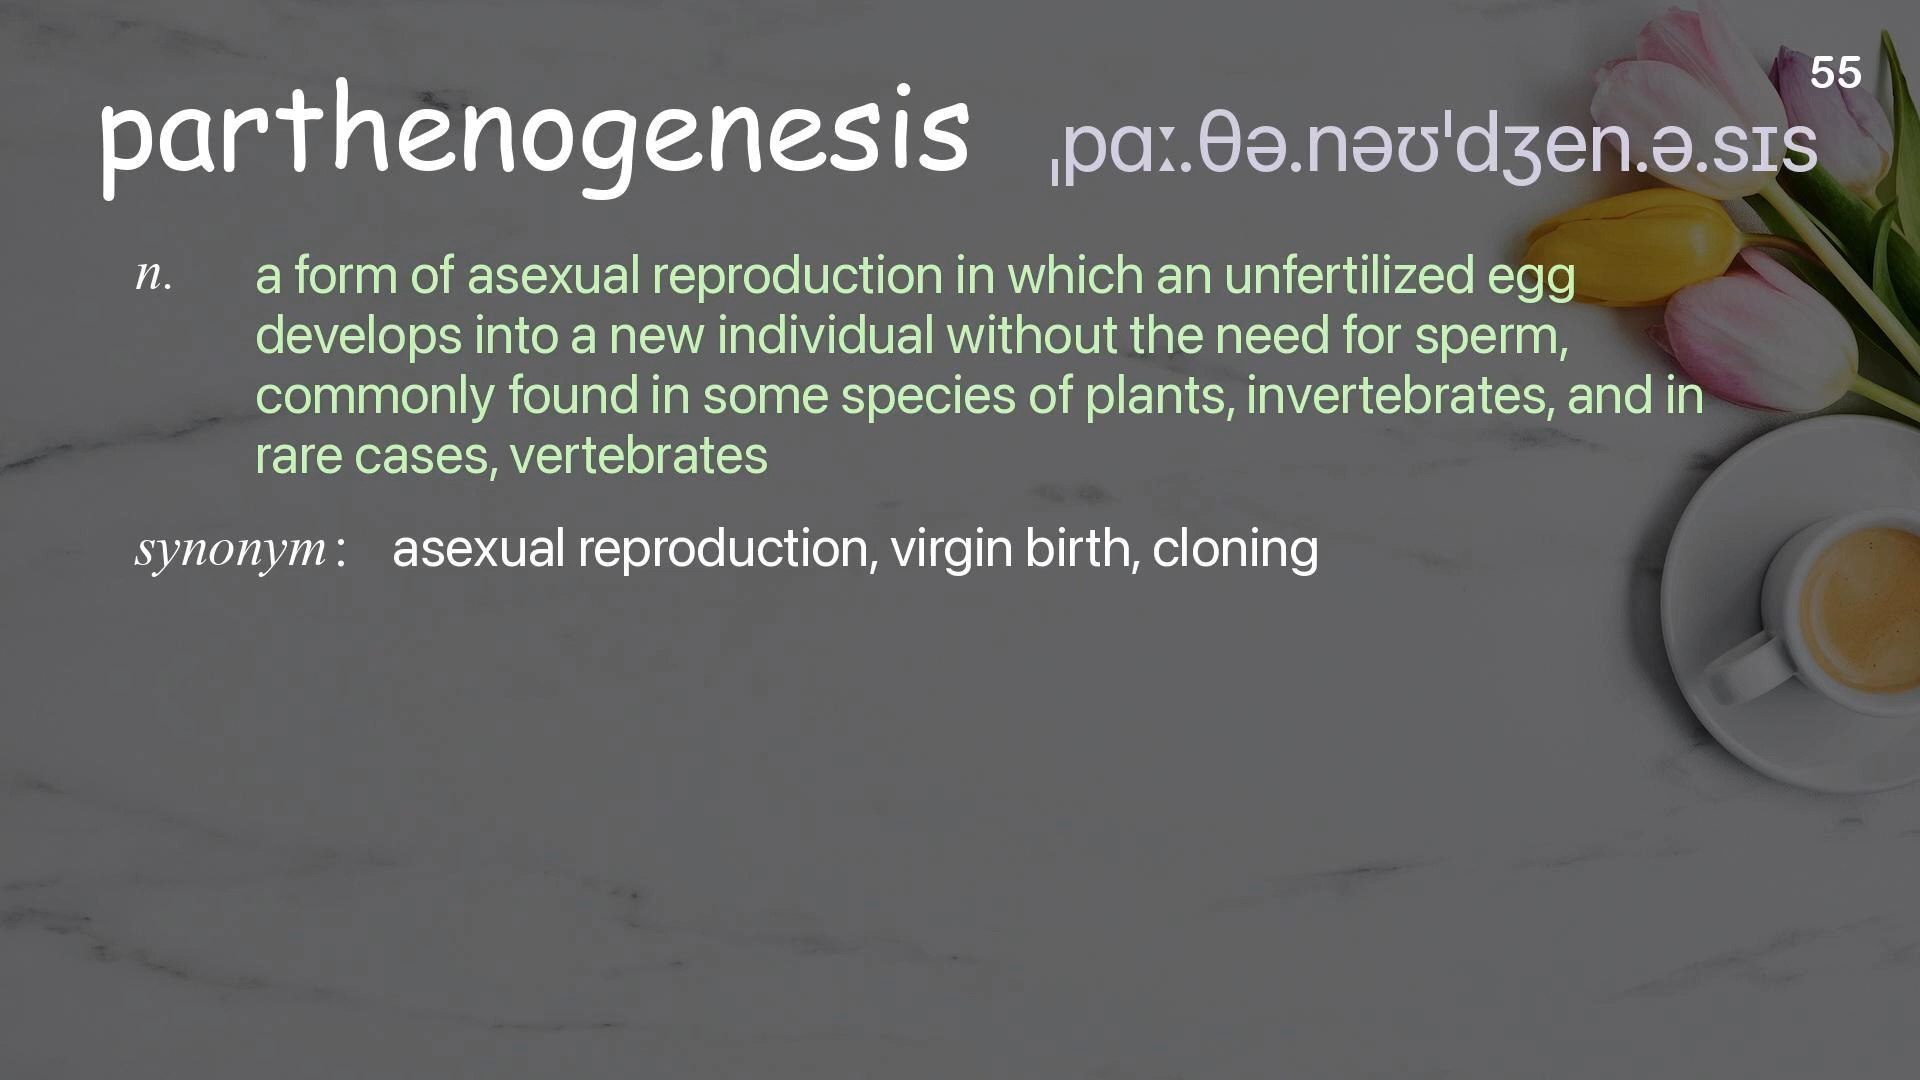 55
parthenogenesis ˌpɑː.θə.nəʊˈdʒen.ə.sɪs
n. a form of asexual reproduction in which an unfertilized egg
develops into a new individual without the need for sperm,
commonly found in some species of plants, invertebrates, and in
rare cases, vertebrates
synonym: asexual reproduction, virgin birth, cloning